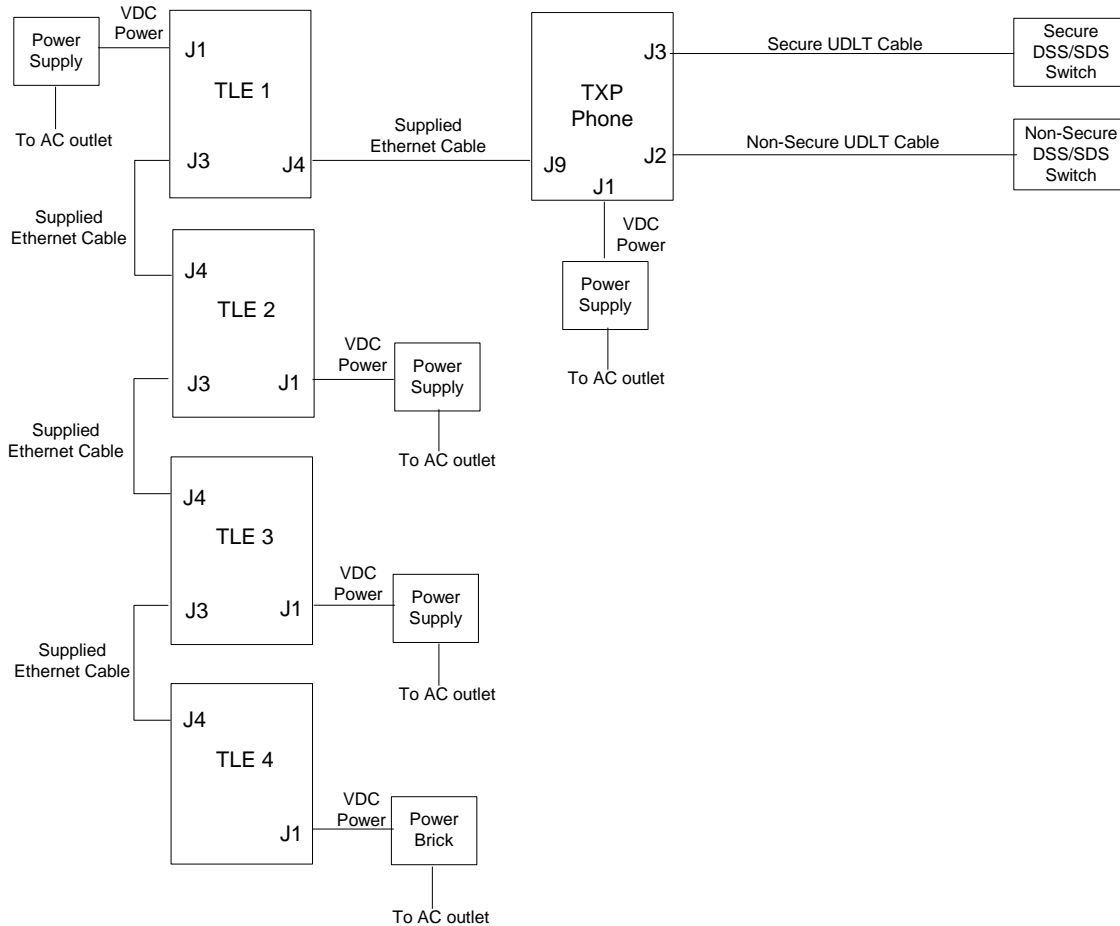 VDC
Power
Power
Supply
To AC outlet
J1
TLE 1
J3
J4
Supplied
Ethernet Cable
TXP
Phone
J3
J2
J9
J1
Secure UDLT Cable
Secure
DSS/SDS
Switch
Non-Secure UDLT Cable
Non-Secure
DSS/SDS
Switch
VDC
Power
Power
Supply
To AC outlet
Supplied
Ethernet Cable
J4
TLE 2
J3
J1
VDC
Power
Power
Supply
To AC outlet
Supplied
Ethernet Cable
J4
TLE 3
J3
J1
VDC
Power
Power
Supply
To AC outlet
Supplied
Ethernet Cable
J4
TLE 4
J1
VDC
Power
Power
Brick
To AC outlet